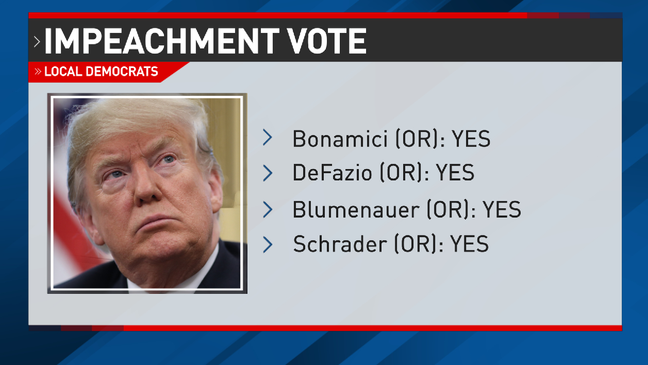 IMPEACHMENT VOTE
LOCAL DEMOCRATS
Bonamici (OR): YES
DeFazio (OR): YES
Blumenauer (OR): YES
Schrader (OR): YES